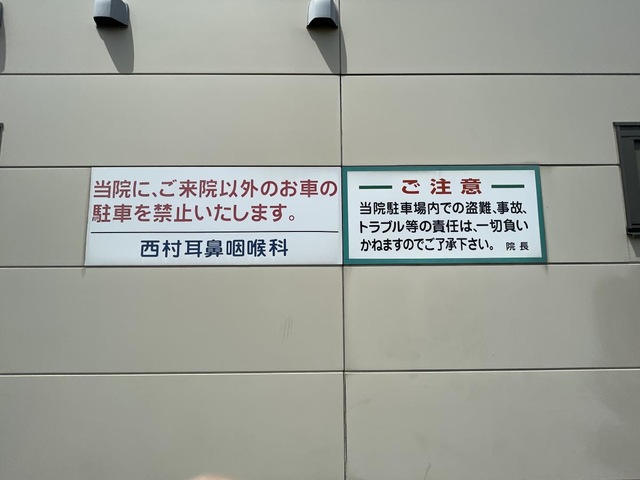 当院に、ご来院以外のお車の
駐車を禁止いたします。
西村耳鼻咽喉科
ご注意
当院駐車場内での盗難、事故、
トラブル等の責任は、一切負い
かねますのでご了承下さい。 院長